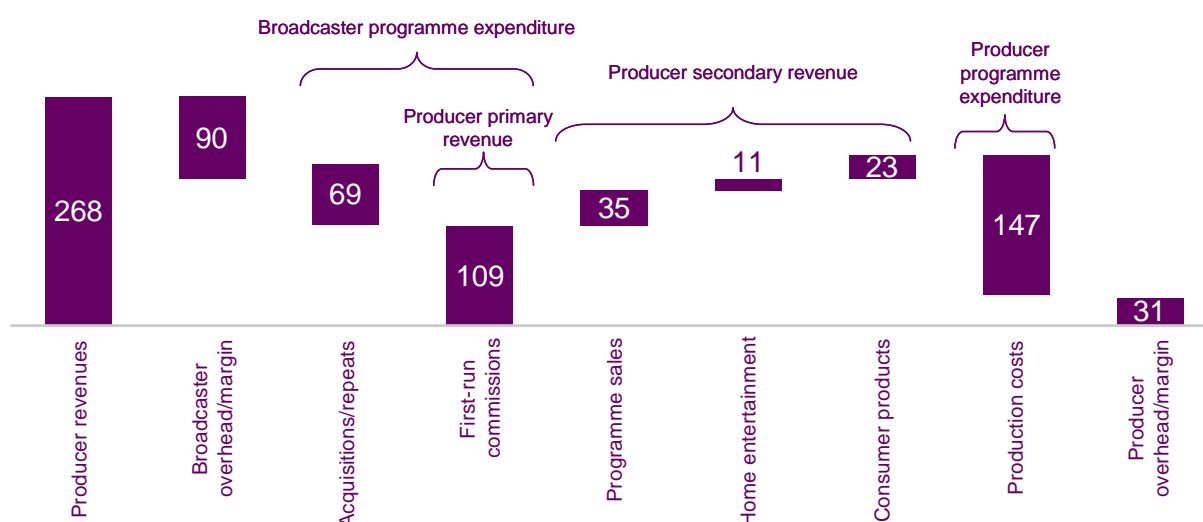 Broadcaster programme expenditure
Producer primary
revenue
Producer secondary revenue
Producer
programme
expenditure
268
90
69
109
35
11
23
147
31
Producer revenues
Broadcaster
overhead/margin
Acquisitions/repeats
First-run
commissions
Programme sales
Home entertainment
Consumer products
Production costs
Producer
overhead/margin